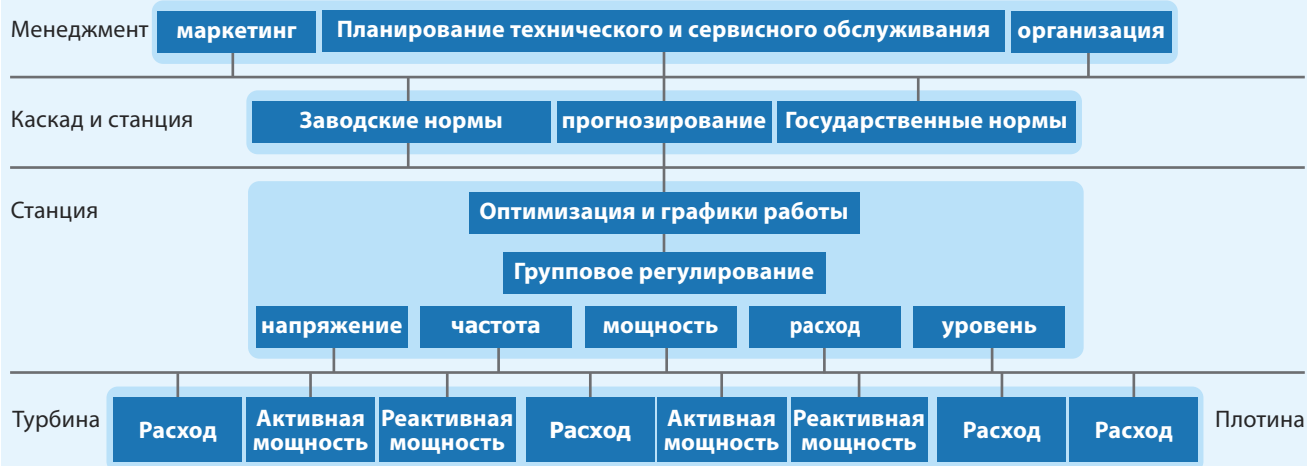 Менеджмент маркетинг Планирование технического и сервисного обслуживания организация
Каскад и станция Заводские нормы прогнозирование Государственные нормы
Станция
Оптимизация и графики работы
Групповое регулирование
напряжение частота мощность расход уровень
Турбина Расход Активная мощность Реактивная мощность Расход Активная мощность Реактивная мощность Расход Расход Плотина